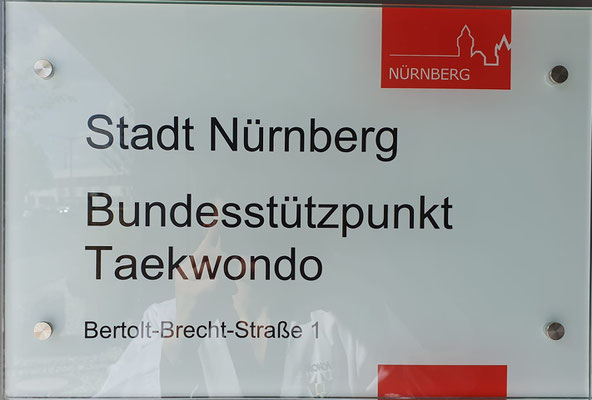 NÜRNBERG
Stadt Nürnberg
Bundesstützpunkt
Taekwondo
Bertolt-Brecht-Straße 1